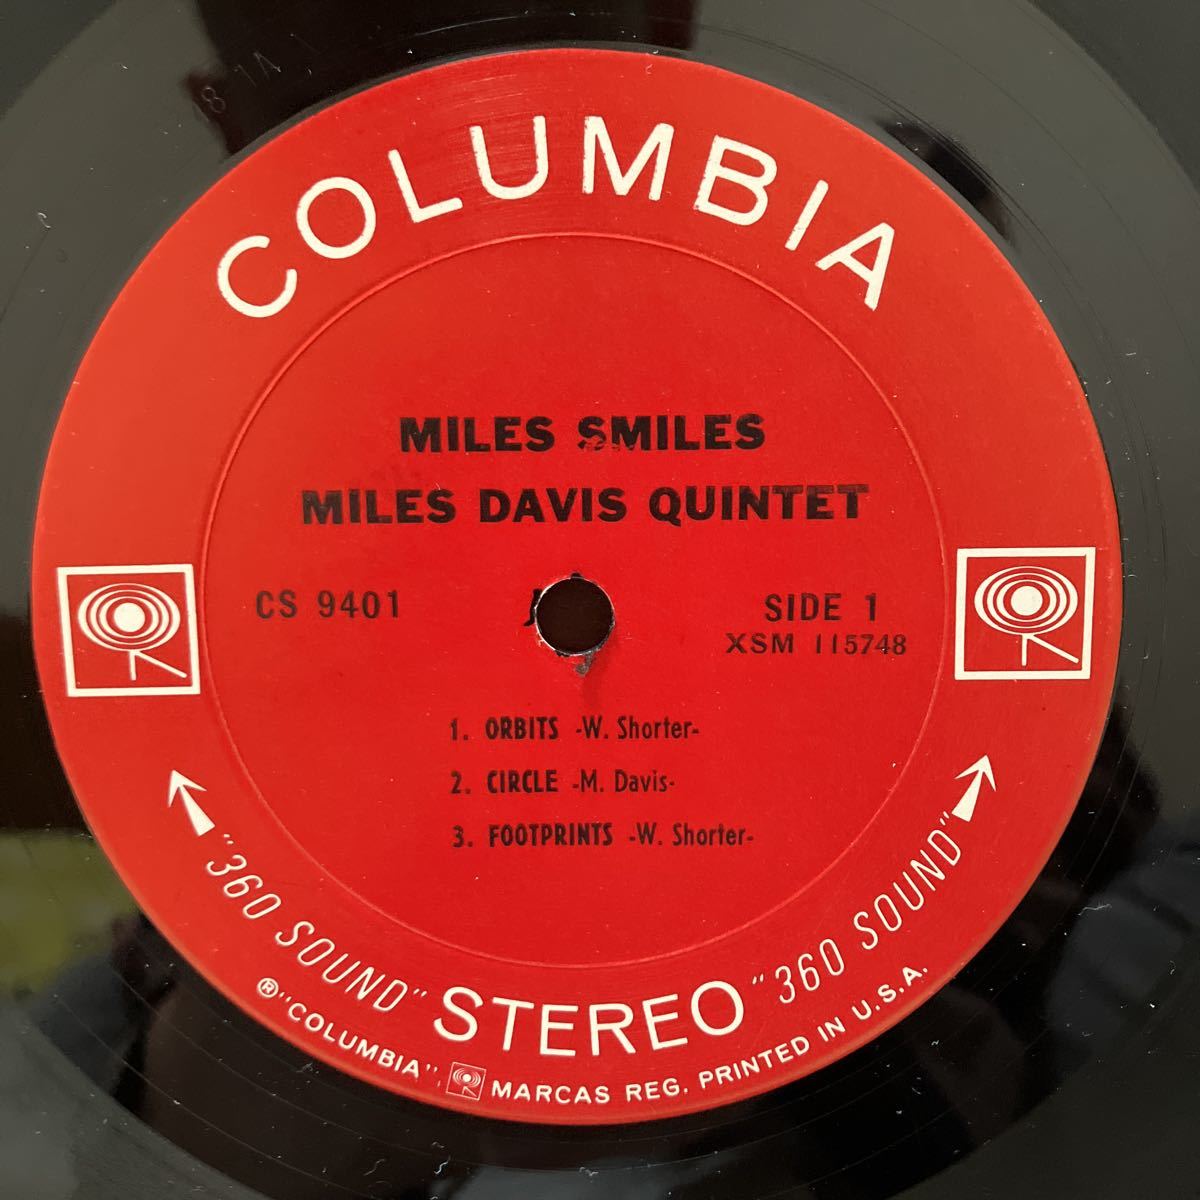 COLUMBIA
MILES SMILES
MILES DAVIS QUINTET
CS 9401
SIDE 1
XSM 115748
1. ORBITS -W. Shorter-
2. CIRCLE -M. Davis-
3. FOOTPRINTS -W. Shorter-
"360 SOUND" STEREO "360 SOUND"
® "COLUMBIA", MARCAS REG. PRINTED IN U.S.A.